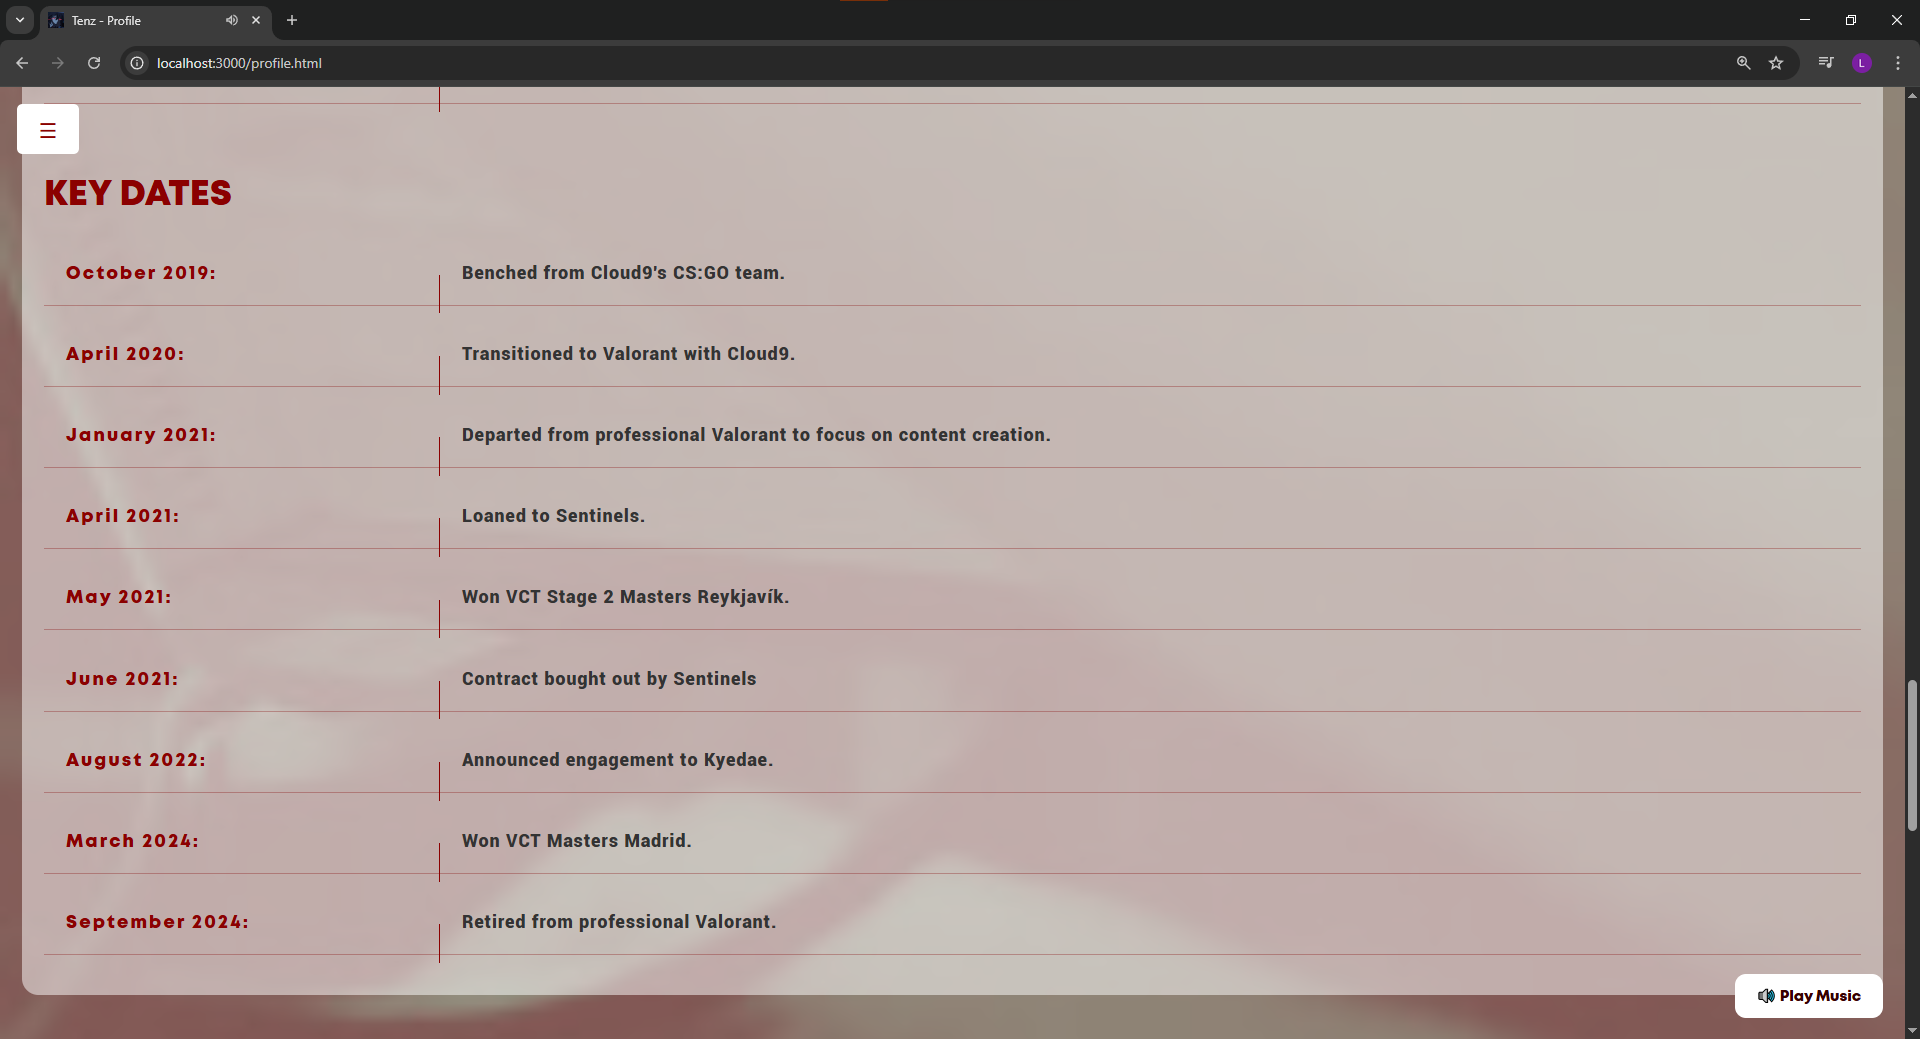 Tenz - Profile
localhost:3000/profile.html
L
KEY DATES
October 2019: Benched from Cloud9's CS:GO team.
April 2020: Transitioned to Valorant with Cloud9.
January 2021: Departed from professional Valorant to focus on content creation.
April 2021: Loaned to Sentinels.
May 2021: Won VCT Stage 2 Masters Reykjavík.
June 2021: Contract bought out by Sentinels
August 2022: Announced engagement to Kyedae.
March 2024: Won VCT Masters Madrid.
September 2024: Retired from professional Valorant.
Play Music